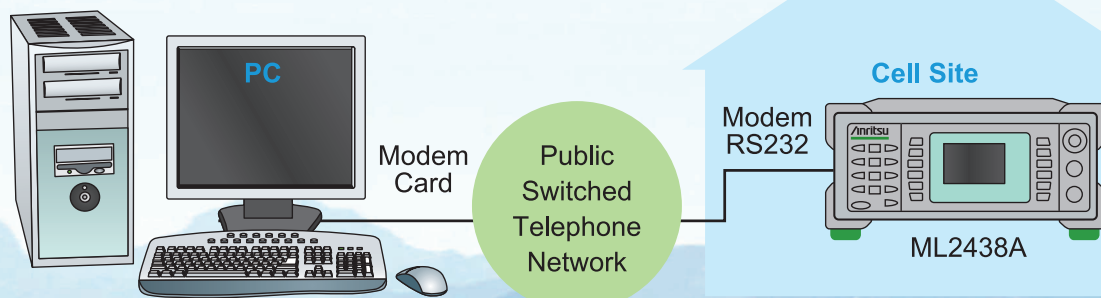 PC
Modem
Card
Public
Switched
Telephone
Network
Cell Site
Modem
RS232
Anritsu
ML2438A